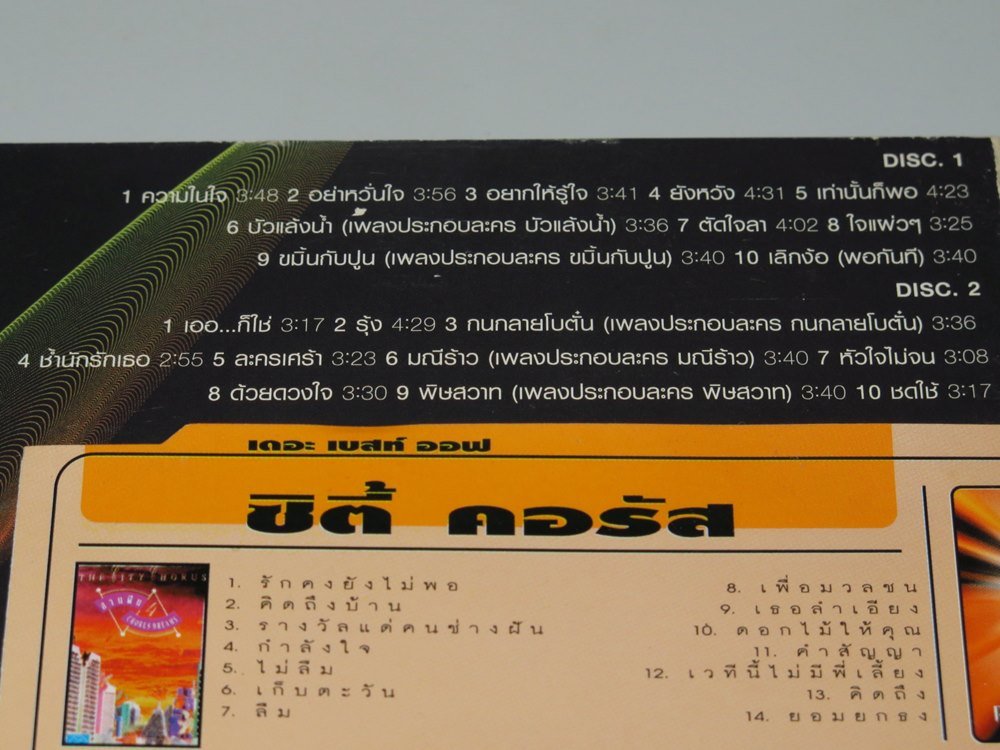 DISC. 1
1 ความในใจ 3:48 2 อย่าหวั่นใจ 3:56 3 อยากให้รู้ใจ 3:41 4 ยังหวัง 4:31 5 เท่านั้นก็พอ 4:23
6 บัวแล้งน้ำ (เพลงประกอบละคร บัวแล้งน้ำ) 3:36 7 ตัดใจลา 4:02 8 ใจแผ่วๆ 3:25
9 ขมิ้นกับปูน (เพลงประกอบละคร ขมิ้นกับปูน) 3:40 10 เลิกง้อ (พอกันที) 3:40
DISC. 2
1 เออ...ก็ใช่ 3:17 2 รุ้ง 4:29 3 กนกลายโบตั๋น (เพลงประกอบละคร กนกลายโบตั๋น) 3:36
4 ช้ำนักรักเธอ 2:55 5 ละครเศร้า 3:23 6 มณีร้าว (เพลงประกอบละคร มณีร้าว) 3:40 7 หัวใจไม่จน 3:08
8 ด้วยดวงใจ 3:30 9 พิษสวาท (เพลงประกอบละคร พิษสวาท) 3:40 10 ชดใช้ 3:17
เดอะ เบสท์ ออฟ
ซิตี้ คอรัส
THE CITY CHORUS
สานฝัน
CHORUS DREAMS
1. รักคงยังไม่พอ
2. คิดถึงบ้าน
3. รางวัลแด่คนช่างฝัน
4. กำลังใจ
5. ไม่ลืม
6. เก็บตะวัน
7. ลืม
8. เพื่อมวลชน
9. เธอลำเอียง
10. ดอกไม้ให้คุณ
11. คำสัญญา
12. เวทีนี้ไม่มีพี่เลี้ยง
13. คิดถึง
14. ยอมยกธง